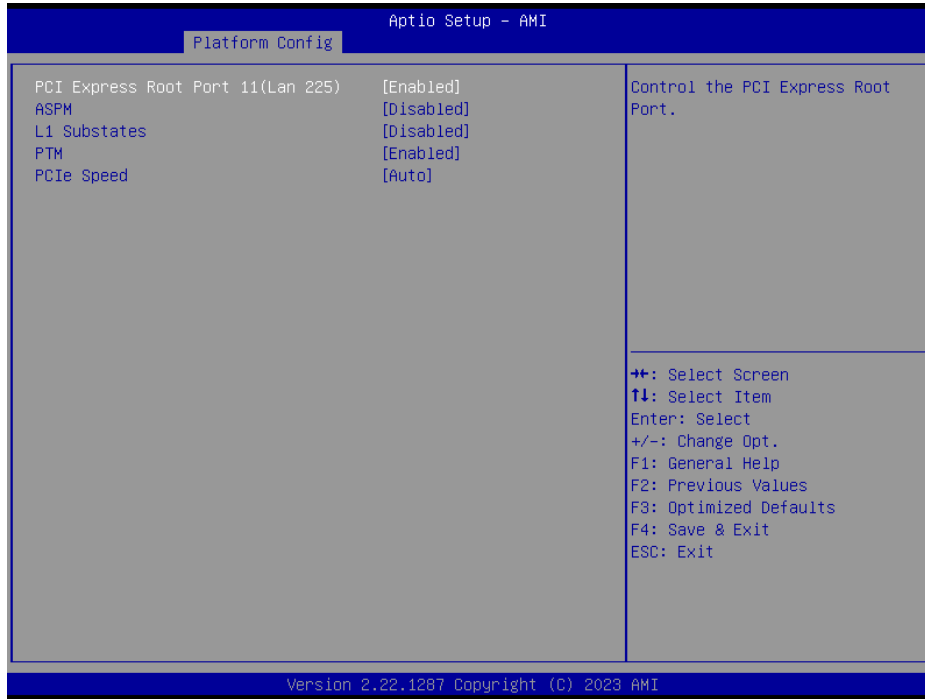 Aptio Setup – AMI
Platform Config
PCI Express Root Port 11(Lan 225) [Enabled]
ASPM [Disabled]
L1 Substates [Disabled]
PTM [Enabled]
PCIe Speed [Auto]
Control the PCI Express Root
Port.
→←: Select Screen
↑↓: Select Item
Enter: Select
+/-: Change Opt.
F1: General Help
F2: Previous Values
F3: Optimized Defaults
F4: Save & Exit
ESC: Exit
Version 2.22.1287 Copyright (C) 2023 AMI